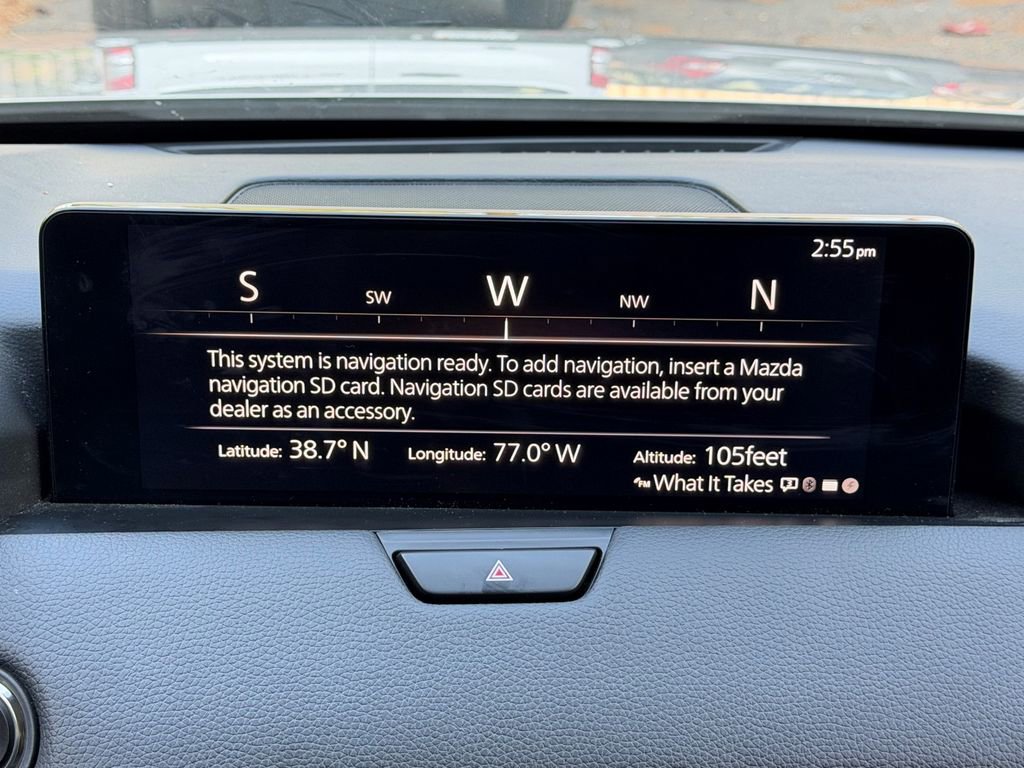 2:55pm
S SW W NW N
This system is navigation ready. To add navigation, insert a Mazda
navigation SD card. Navigation SD cards are available from your
dealer as an accessory.
Latitude: 38.7° N Longitude: 77.0° W Altitude: 105feet
FM What It Takes